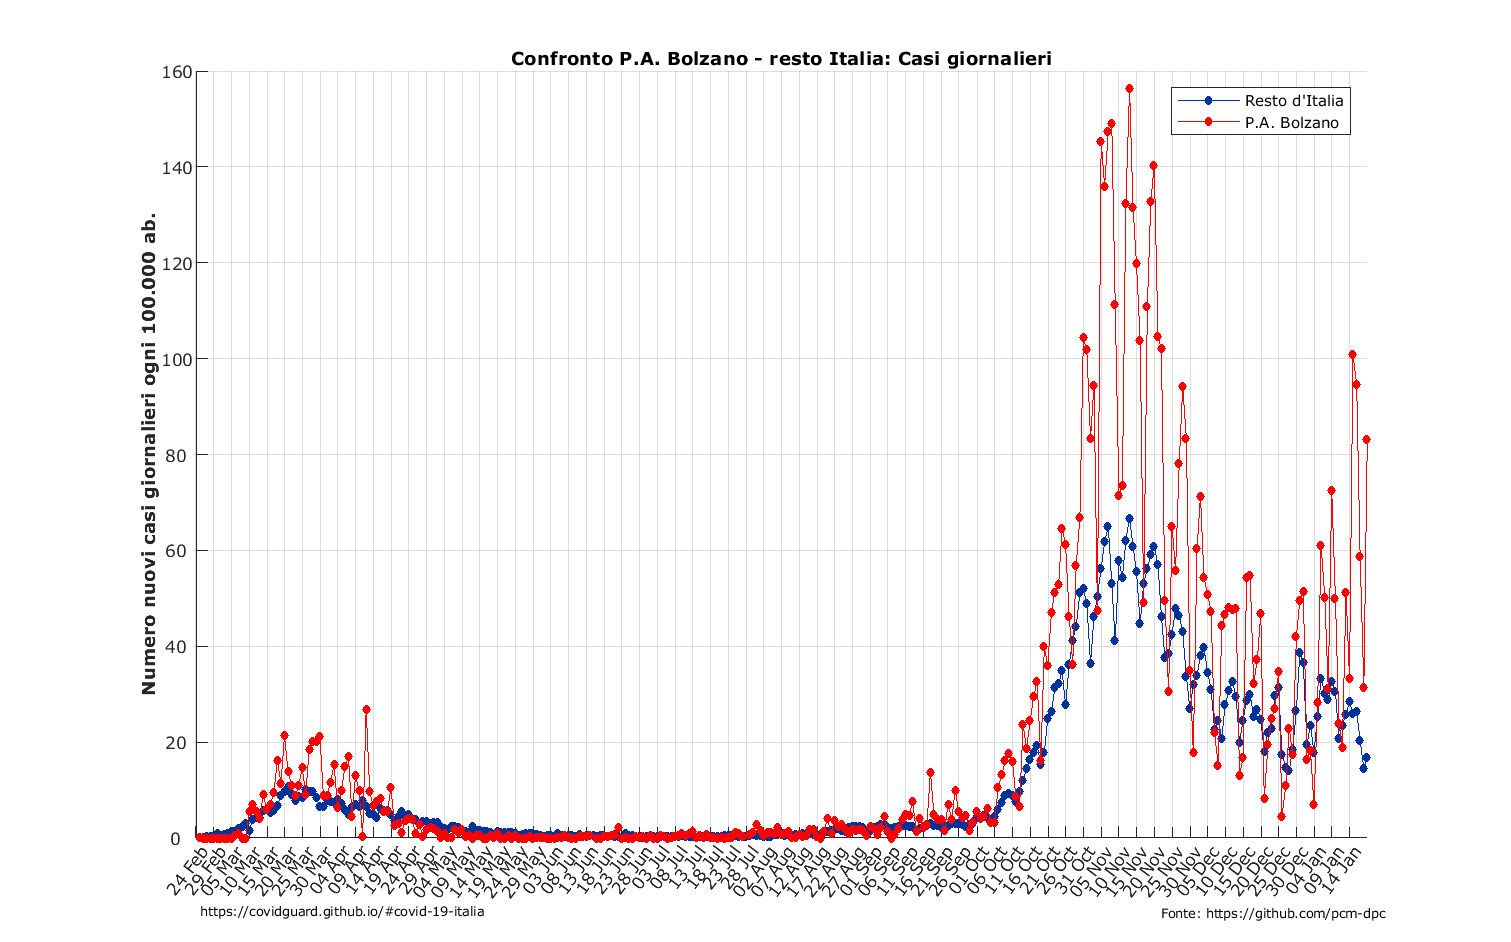 Confronto P.A. Bolzano - resto Italia: Casi giornalieri
Numero nuovi casi giornalieri ogni 100.000 ab.
160
140
120
100
80
60
40
20
0
Resto d'Italia
P.A. Bolzano
24 Feb
29 Feb
05 Mar
10 Mar
15 Mar
20 Mar
25 Mar
30 Mar
04 Apr
09 Apr
14 Apr
19 Apr
24 Apr
29 Apr
04 May
09 May
14 May
19 May
24 May
29 May
03 Jun
08 Jun
13 Jun
18 Jun
23 Jun
28 Jun
03 Jul
08 Jul
13 Jul
18 Jul
23 Jul
28 Jul
02 Aug
07 Aug
12 Aug
17 Aug
22 Aug
27 Aug
01 Sep
06 Sep
11 Sep
16 Sep
21 Sep
26 Sep
01 Oct
06 Oct
11 Oct
16 Oct
21 Oct
26 Oct
31 Oct
05 Nov
10 Nov
15 Nov
20 Nov
25 Nov
30 Nov
05 Dec
10 Dec
15 Dec
20 Dec
25 Dec
30 Dec
04 Jan
09 Jan
14 Jan
https://covidguard.github.io/#covid-19-italia
Fonte: https://github.com/pcm-dpc